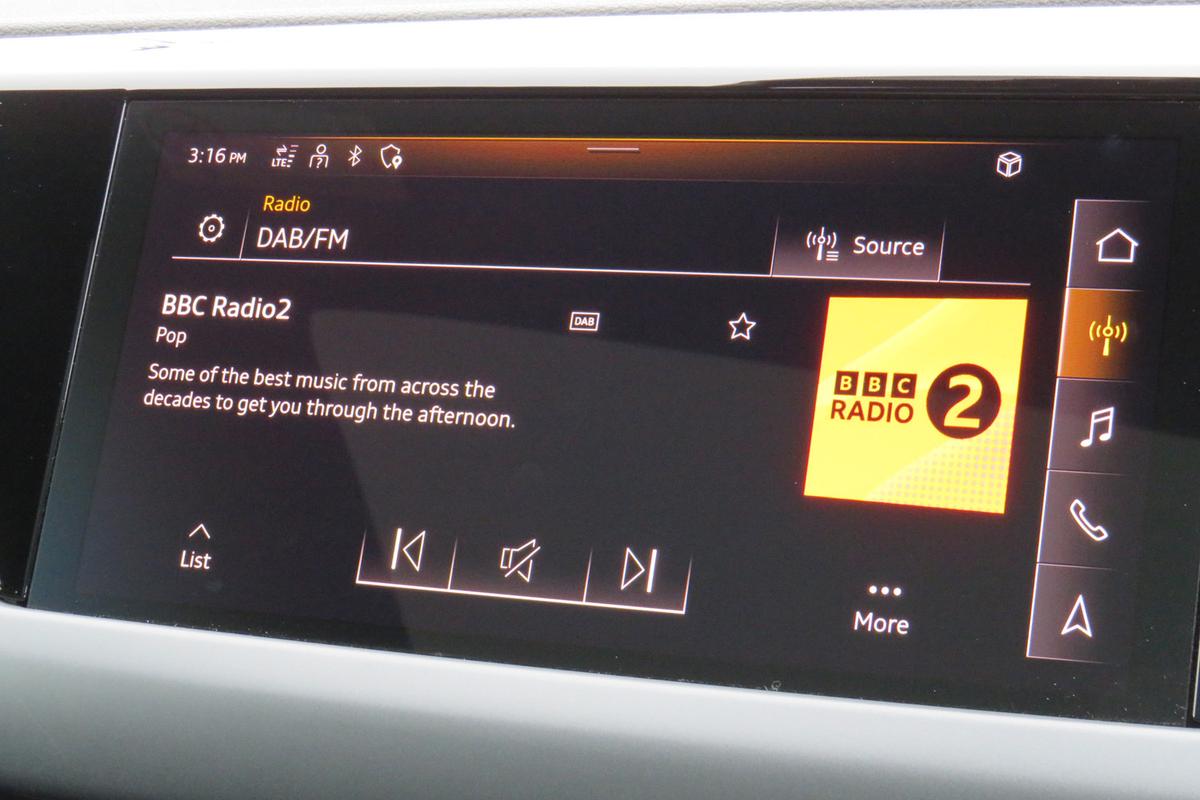 3:16 PM
LTE
Radio
DAB/FM
Source
BBC Radio2
DAB
Pop
Some of the best music from across the
decades to get you through the afternoon.
BBC
RADIO 2
List
More